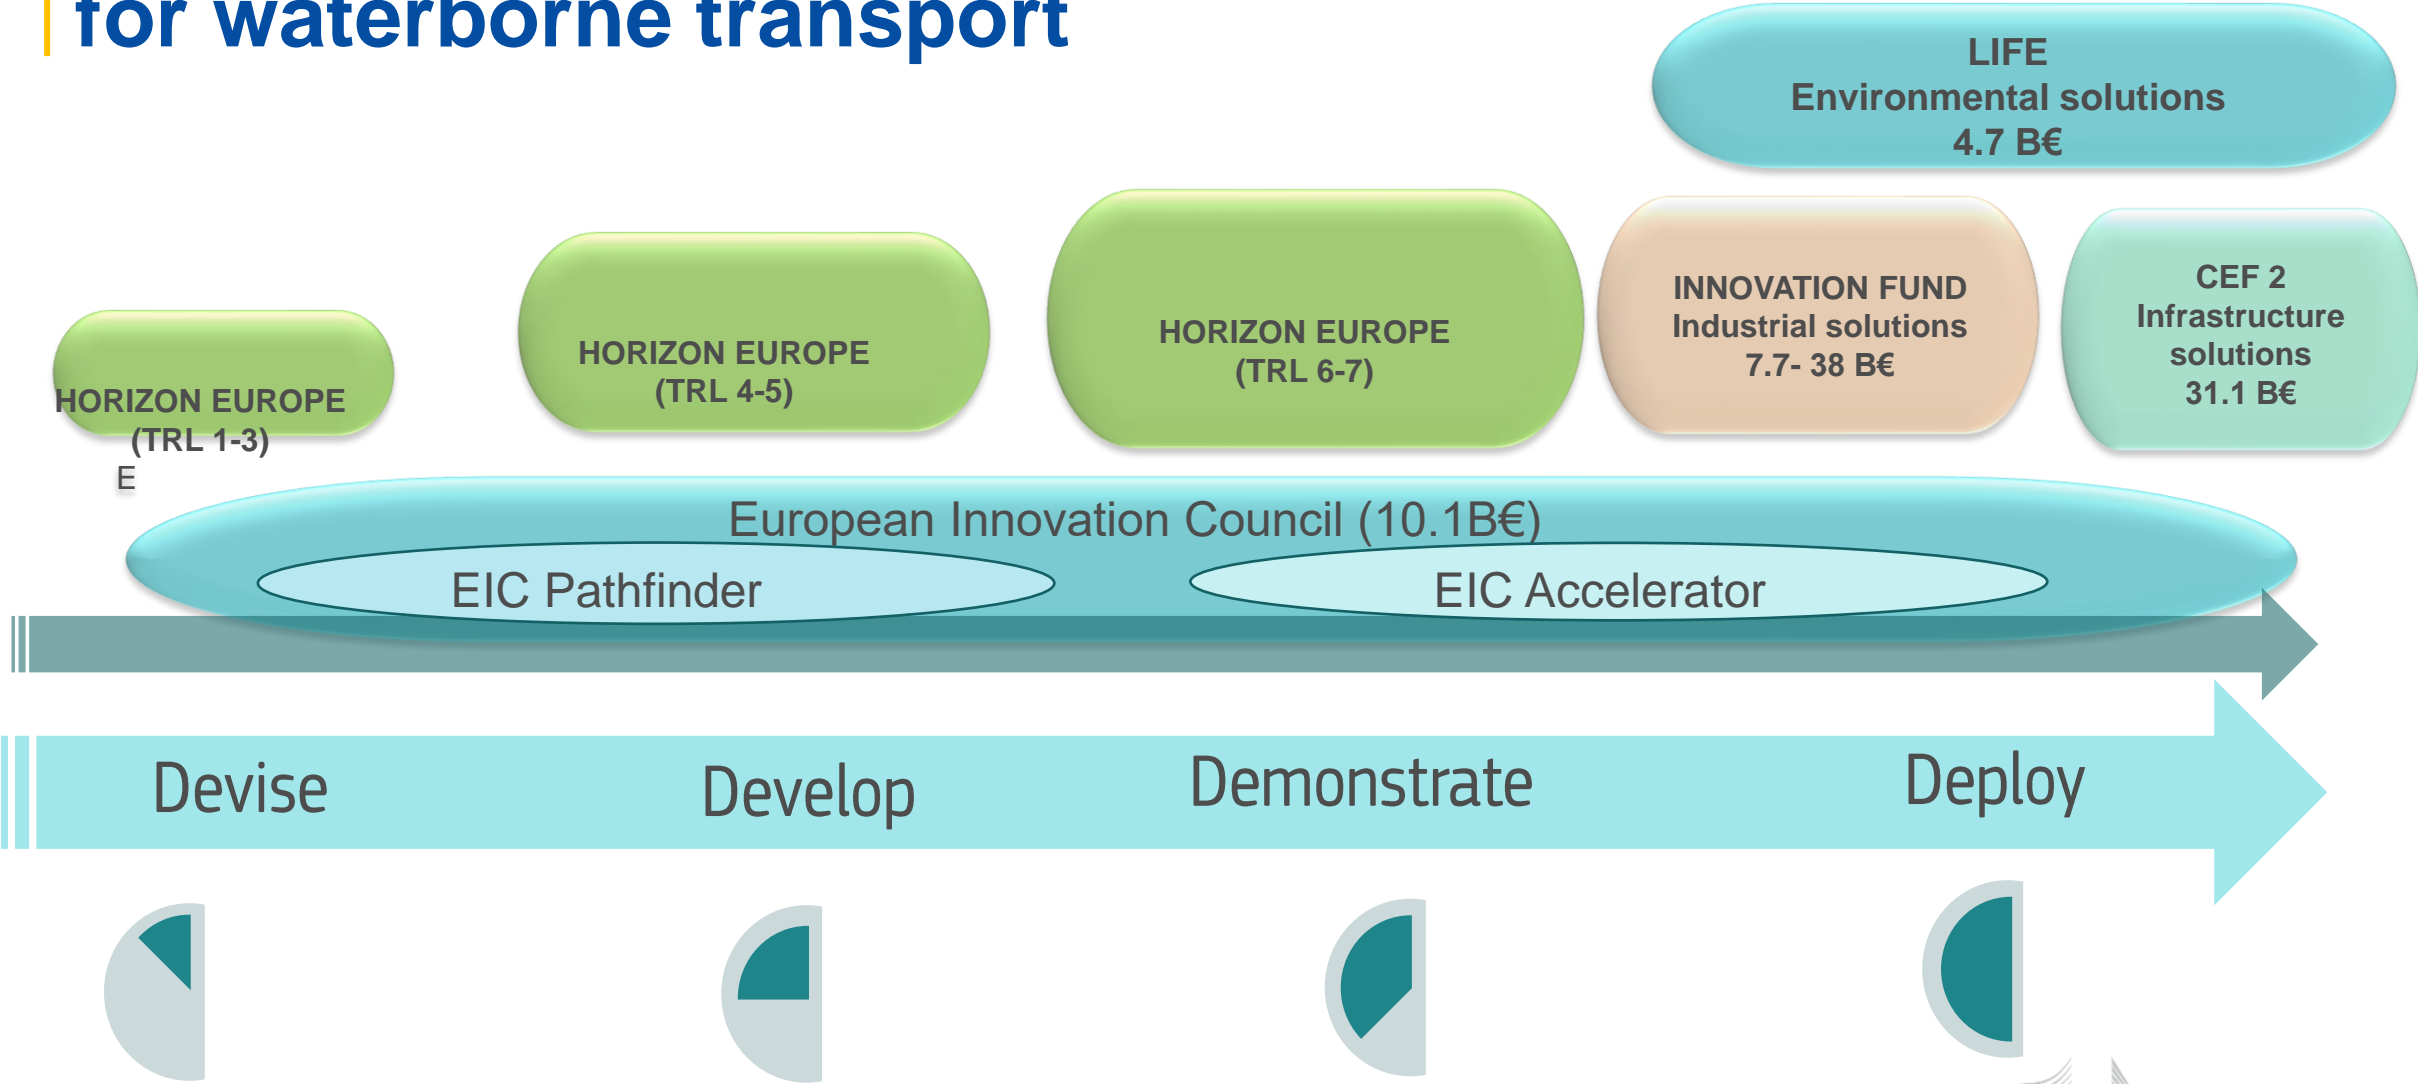 for waterborne transport
LIFE
Environmental solutions
4.7 B€
HORIZON EUROPE
(TRL 1-3)
E
HORIZON EUROPE
(TRL 4-5)
HORIZON EUROPE
(TRL 6-7)
INNOVATION FUND
Industrial solutions
7.7- 38 B€
CEF 2
Infrastructure
solutions
31.1 B€
European Innovation Council (10.1B€)
EIC Pathfinder
EIC Accelerator
Devise
Develop
Demonstrate
Deploy